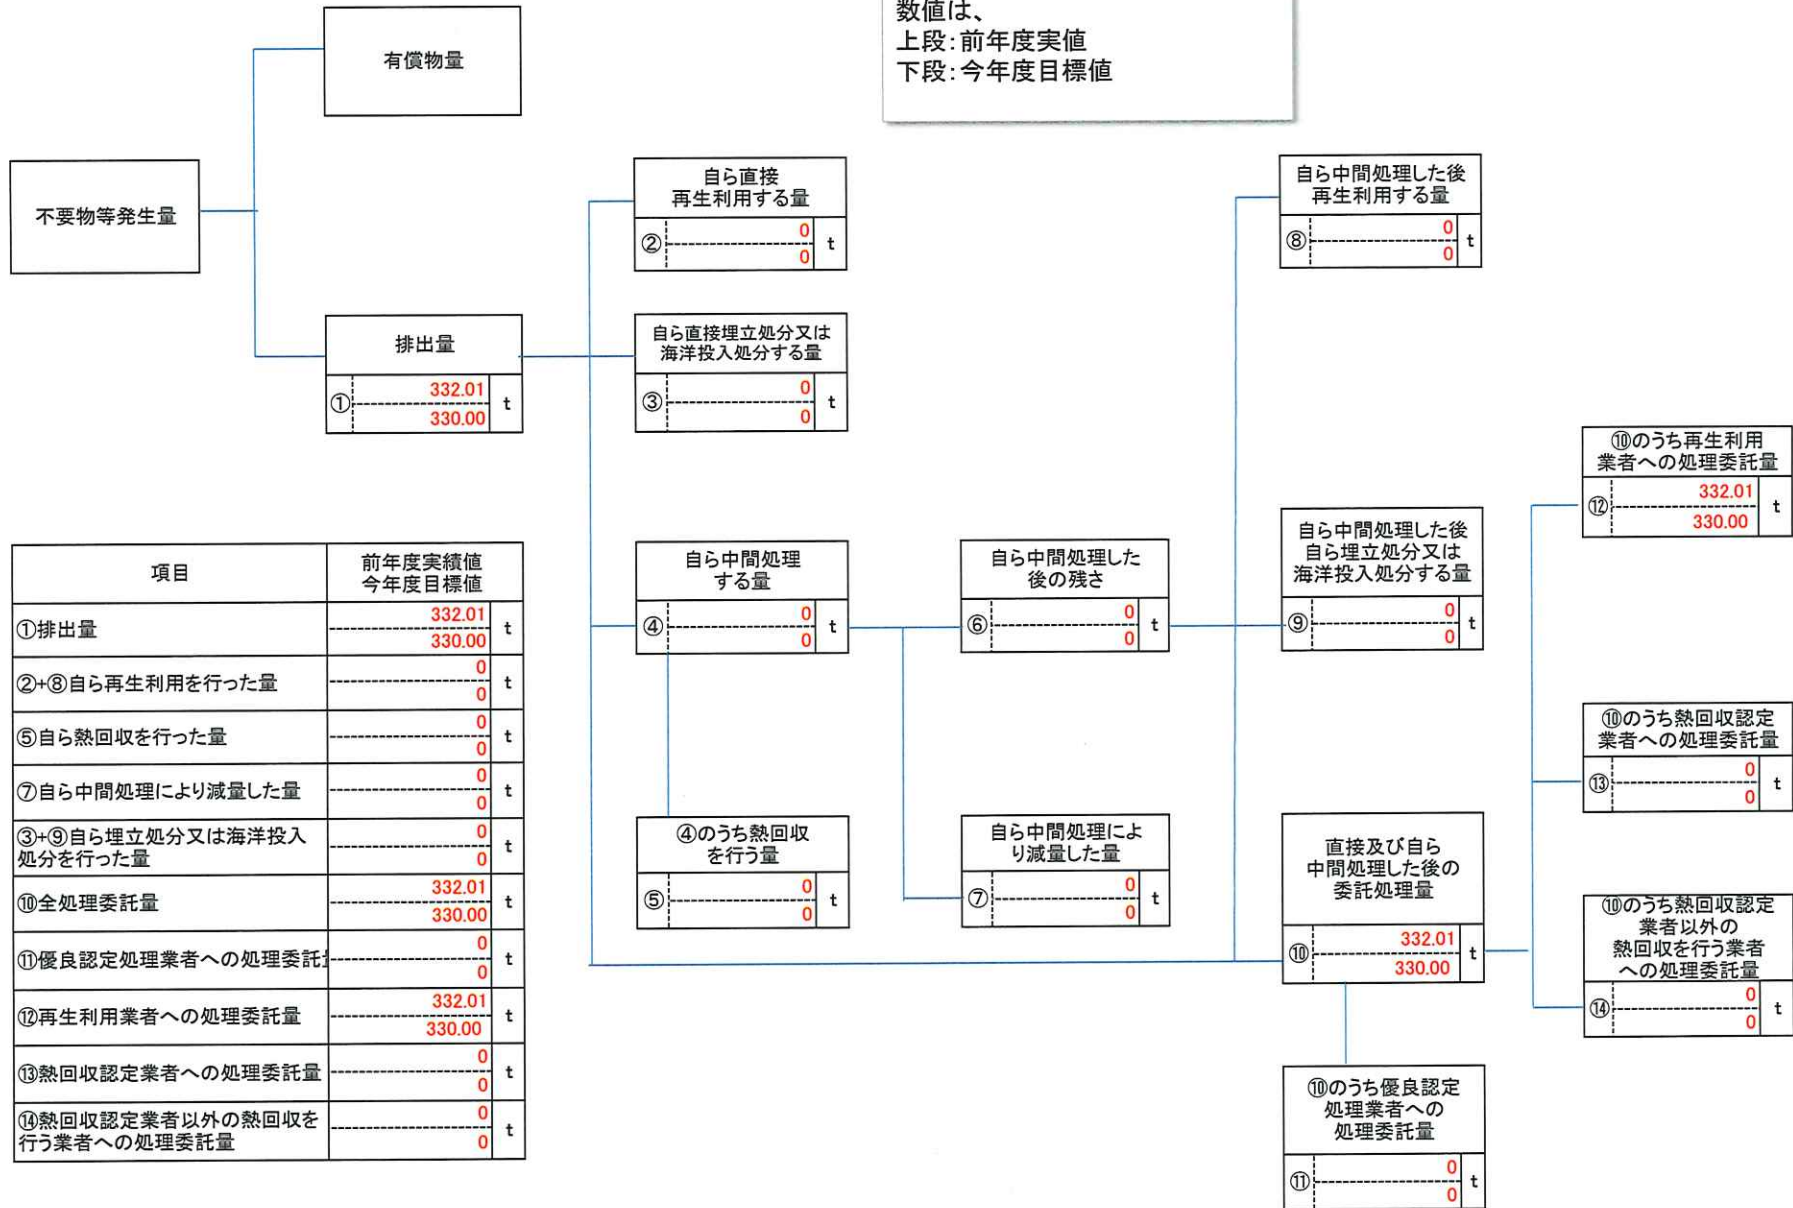 数値は、
上段:前年度実値
下段:今年度目標値
有償物量
不要物等発生量
排出量
①
332.01
330.00
t
自ら直接
再生利用する量
②
0
0
t
自ら直接埋立処分又は
海洋投入処分する量
③
0
0
t
自ら中間処理
する量
④
0
0
t
④のうち熱回収
を行う量
⑤
0
0
t
自ら中間処理した
後の残さ
⑥
0
0
t
自ら中間処理によ
り減量した量
⑦
0
0
t
自ら中間処理した後
再生利用する量
⑧
0
0
t
自ら中間処理した後
自ら埋立処分又は
海洋投入処分する量
⑨
0
0
t
直接及び自ら
中間処理した後の
委託処理量
⑩
332.01
330.00
t
⑩のうち優良認定
処理業者への
処理委託量
⑪
0
0
t
⑩のうち再生利用
業者への処理委託量
⑫
332.01
330.00
t
⑩のうち熱回収認定
業者への処理委託量
⑬
0
0
t
⑩のうち熱回収認定
業者以外の
熱回収を行う業者
への処理委託量
⑭
0
0
t
項目
前年度実績値
今年度目標値
①排出量
332.01
330.00
t
②+⑧自ら再生利用を行った量
0
0
t
⑤自ら熱回収を行った量
0
0
t
⑦自ら中間処理により減量した量
0
0
t
③+⑨自ら埋立処分又は海洋投入
処分を行った量
0
0
t
⑩全処理委託量
332.01
330.00
t
⑪優良認定処理業者への処理委託
0
0
t
⑫再生利用業者への処理委託量
332.01
330.00
t
⑬熱回収認定業者への処理委託量
0
0
t
⑭熱回収認定業者以外の熱回収を
行う業者への処理委託量
0
0
t